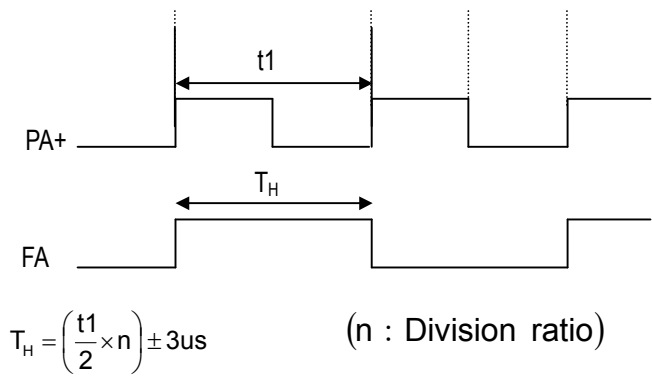 t1
PA+
T_H
FA
T_H = (t1/2 × n) ± 3us
(n : Division ratio)